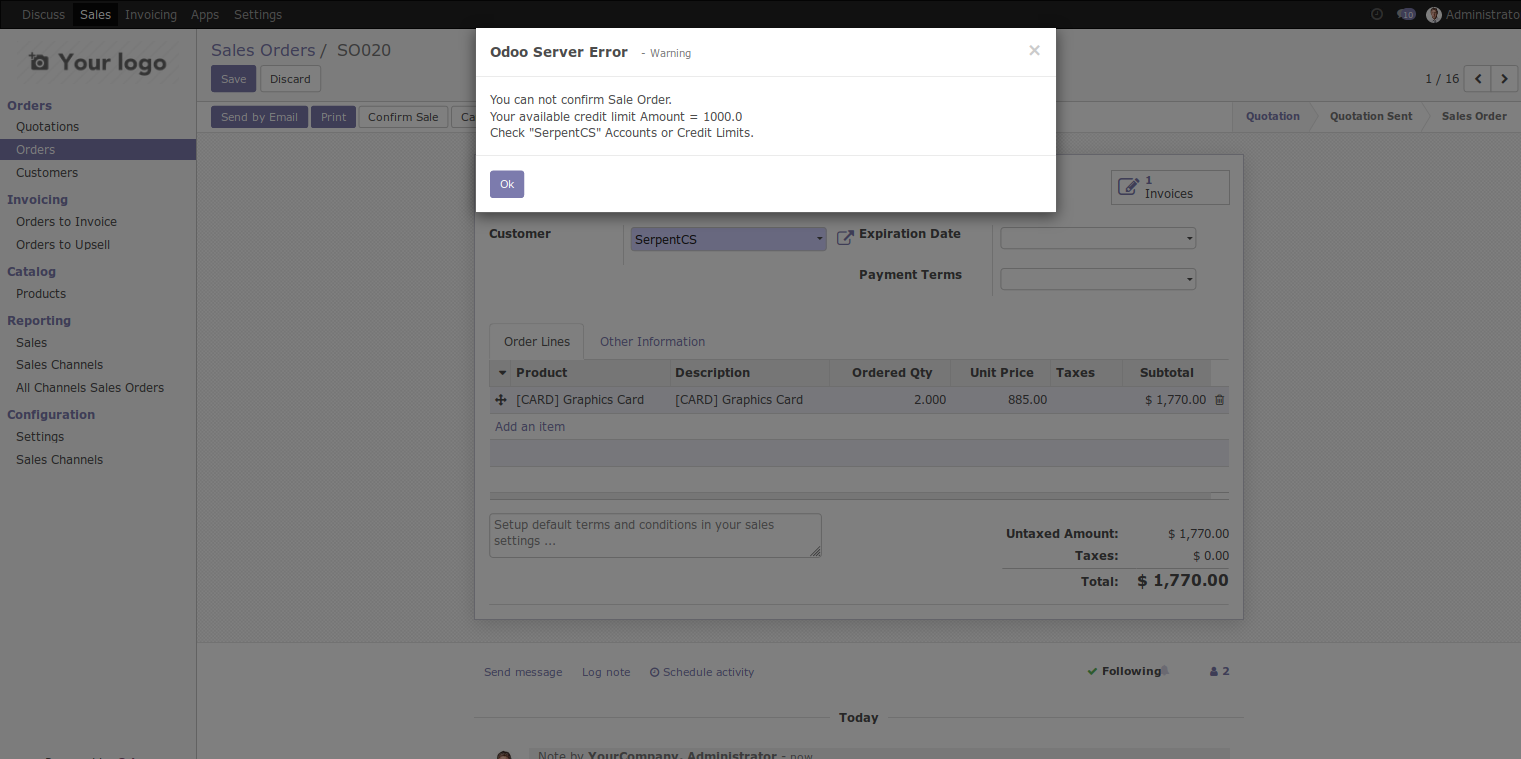 Discuss Sales Invoicing Apps Settings 10 Administrator
Your logo
Sales Orders / SO020
Save Discard
1 / 16
Send by Email Print Confirm Sale Ca
Quotation Quotation Sent Sales Order
Odoo Server Error - Warning ×
You can not confirm Sale Order.
Your available credit limit Amount = 1000.0
Check "SerpentCS" Accounts or Credit Limits.
Ok
Orders
Quotations
Orders
Customers
Invoicing
Orders to Invoice
Orders to Upsell
Catalog
Products
Reporting
Sales
Sales Channels
All Channels Sales Orders
Configuration
Settings
Sales Channels
1
Invoices
Customer SerpentCS Expiration Date
Payment Terms
Order Lines Other Information
Product Description Ordered Qty Unit Price Taxes Subtotal
[CARD] Graphics Card [CARD] Graphics Card 2.000 885.00 $ 1,770.00
Add an item
Setup default terms and conditions in your sales
settings ...
Untaxed Amount: $ 1,770.00
Taxes: $ 0.00
Total: $ 1,770.00
Send message Log note Schedule activity Following 2
Today
Note by YourCompany, Administrator - now